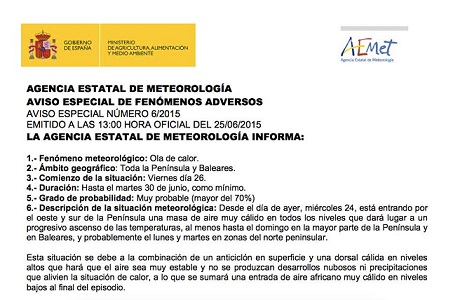 GOBIERNO
DE ESPAÑA
MINISTERIO
DE AGRICULTURA, ALIMENTACIÓN
Y MEDIO AMBIENTE
AEMet
Agencia Estatal de Meteorología
AGENCIA ESTATAL DE METEOROLOGÍA
AVISO ESPECIAL DE FENÓMENOS ADVERSOS
AVISO ESPECIAL NÚMERO 6/2015
EMITIDO A LAS 13:00 HORA OFICIAL DEL 25/06/2015
LA AGENCIA ESTATAL DE METEOROLOGÍA INFORMA:
1.- Fenómeno meteorológico: Ola de calor.
2.- Ámbito geográfico: Toda la Península y Baleares.
3.- Comienzo de la situación: Viernes día 26.
4.- Duración: Hasta el martes 30 de junio, como mínimo.
5.- Grado de probabilidad: Muy probable (mayor del 70%)
6.- Descripción de la situación meteorológica: Desde el día de ayer, miércoles 24, está entrando por
el oeste y sur de la Península una masa de aire muy cálido en todos los niveles que dará lugar a un
progresivo ascenso de las temperaturas, al menos hasta el domingo en la mayor parte de la Península y
en Baleares, y probablemente el lunes y martes en zonas del norte peninsular.
Esta situación se debe a la combinación de un anticiclón en superficie y una dorsal cálida en niveles
altos que hará que el aire sea muy estable y no se produzcan desarrollos nubosos ni precipitaciones
que alivien la situación de calor, a lo que se sumará una entrada de aire africano muy cálido en niveles
bajos al final del episodio.